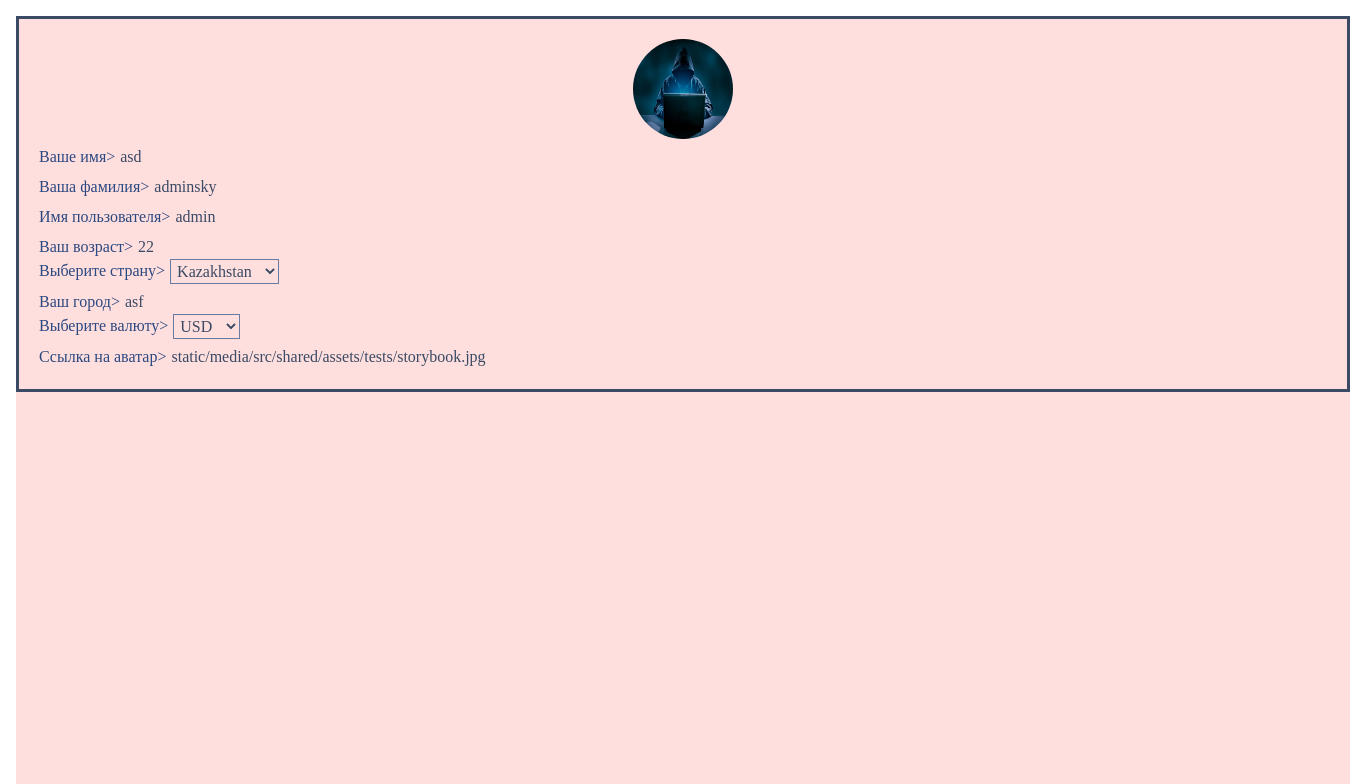 Ваше имя> asd
Ваша фамилия> adminsky
Имя пользователя> admin
Ваш возраст> 22
Выберите страну> Kazakhstan
Ваш город> asf
Выберите валюту> USD
Ссылка на аватар> static/media/src/shared/assets/tests/storybook.jpg